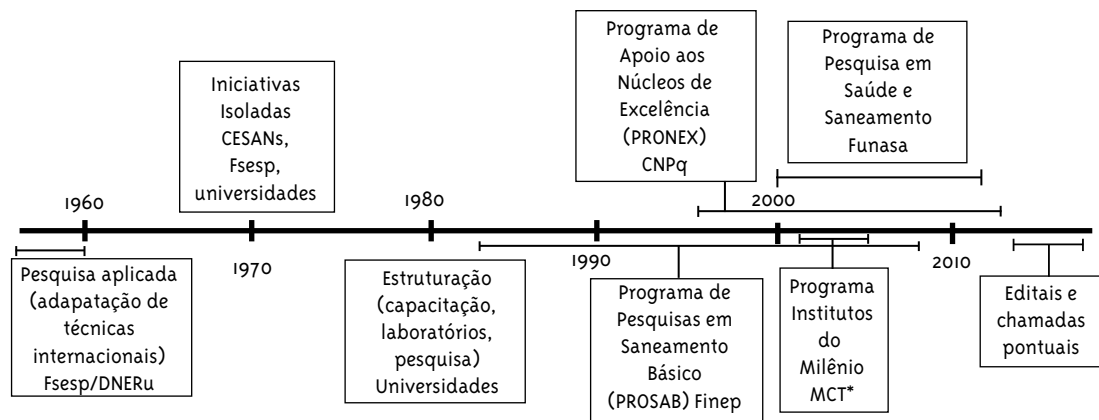 Programa de
Apoio aos
Núcleos de
Excelência
(PRONEX)
CNPq
Programa de
Pesquisa em
Saúde e
Saneamento
Funasa
Iniciativas
Isoladas
CESANs,
Fsesp,
universidades
1960
1970
1980
1990
2000
2010
Pesquisa aplicada
(adapatação de
técnicas
internacionais)
Fsesp/DNERu
Estruturação
(capacitação,
laboratórios,
pesquisa)
Universidades
Programa de
Pesquisas em
Saneamento
Básico
(PROSAB) Finep
Programa
Institutos
do
Milênio
MCT*
Editais e
chamadas
pontuais